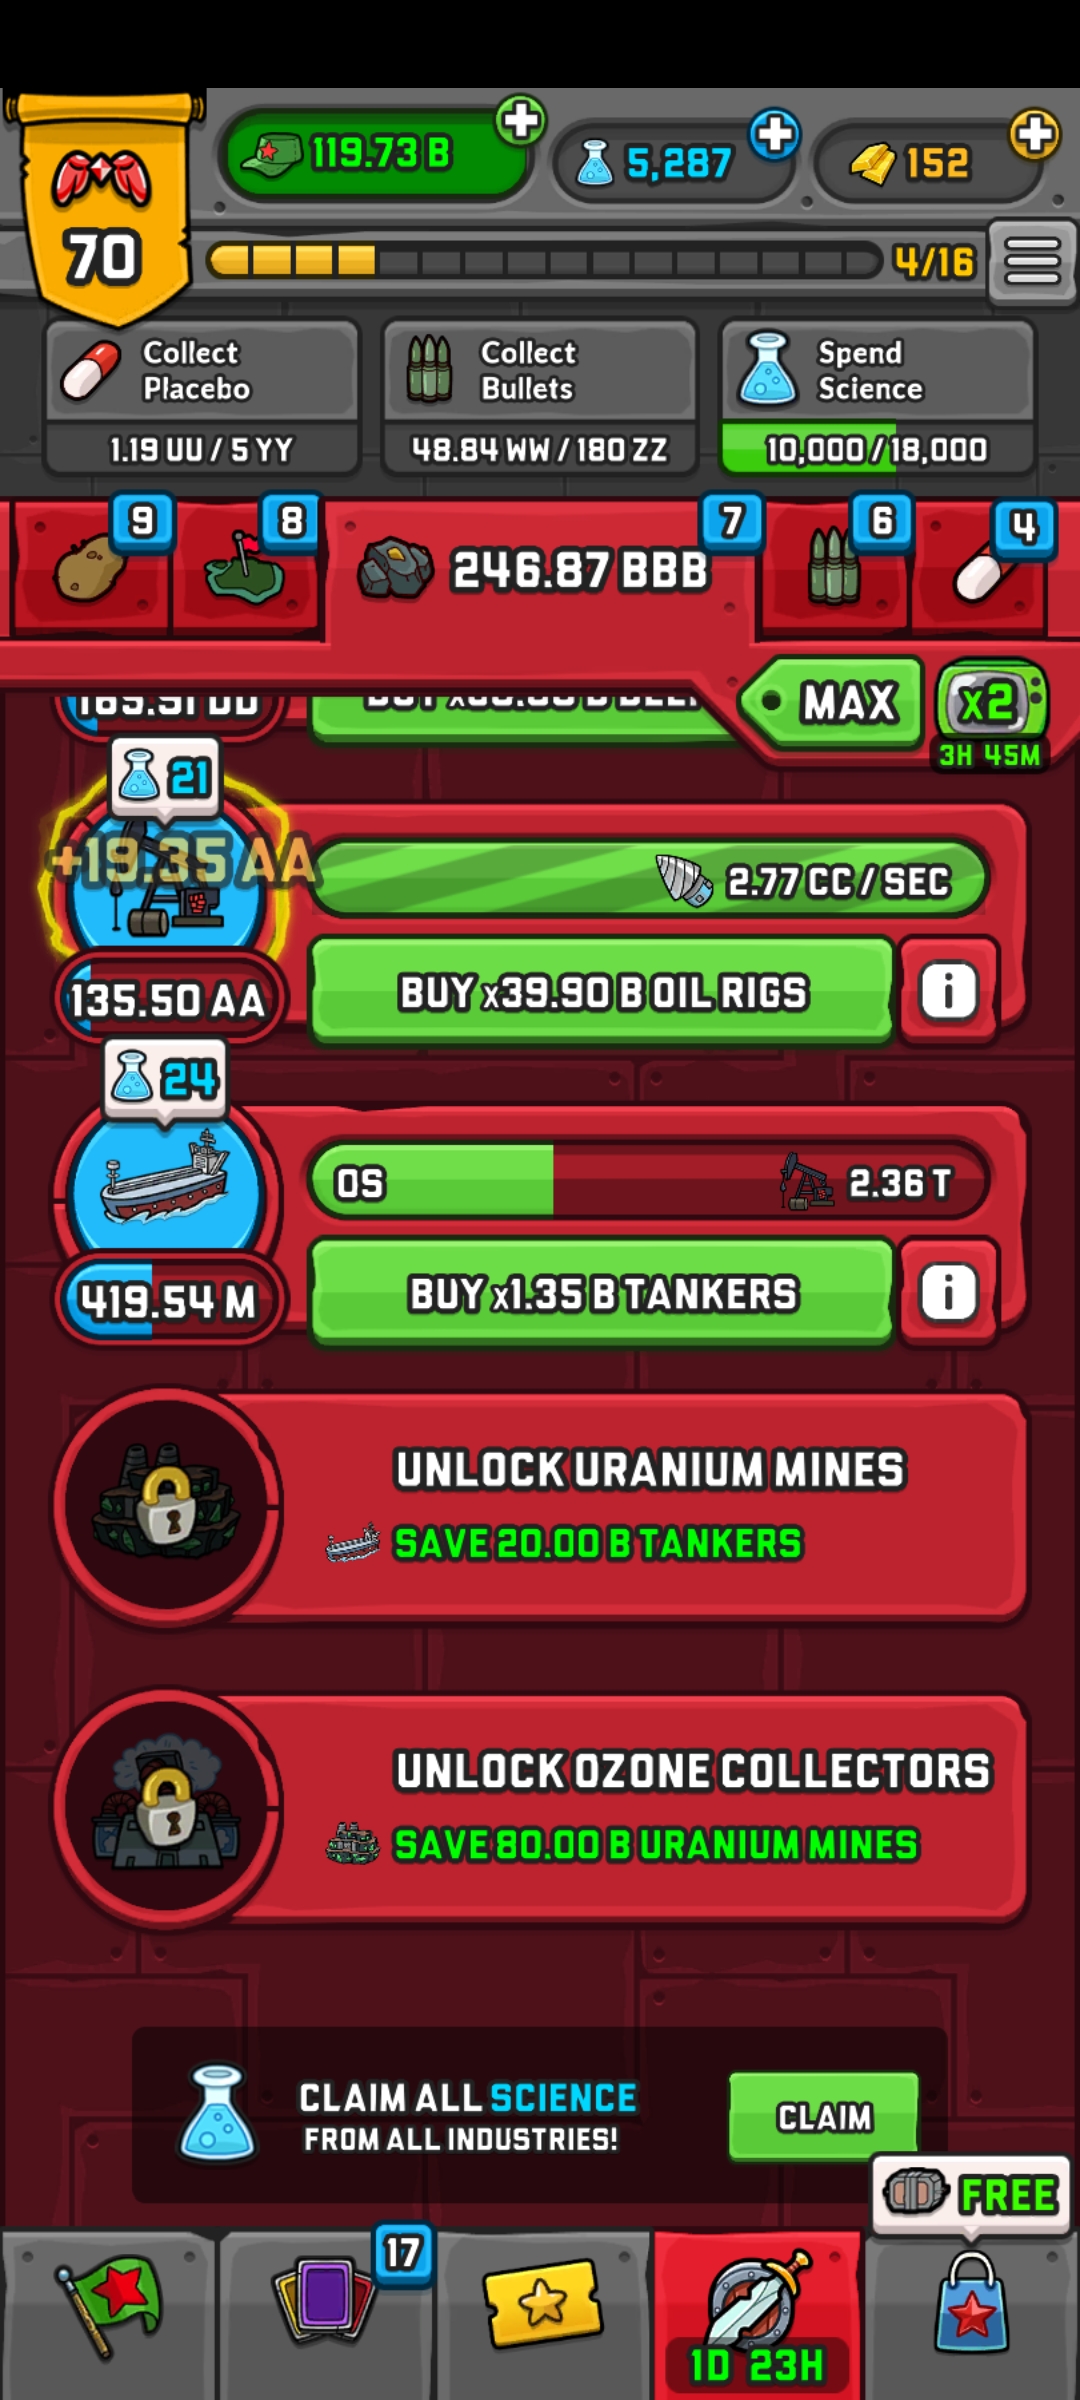 119.73 B
5,287
152
70
4/16
Collect
Placebo
1.19 UU / 5 YY
Collect
Bullets
48.84 WW / 180 ZZ
Spend
Science
10,000 / 18,000
9
8
246.87 BBB
7
6
4
MAX
x2
3H 45M
21
+19.35 AA
2.77 CC / SEC
135.50 AA
BUY x39.90 B OIL RIGS
i
24
0S
2.36 T
419.54 M
BUY x1.35 B TANKERS
i
UNLOCK URANIUM MINES
SAVE 20.00 B TANKERS
UNLOCK OZONE COLLECTORS
SAVE 80.00 B URANIUM MINES
CLAIM ALL SCIENCE
FROM ALL INDUSTRIES!
CLAIM
FREE
17
1D 23H